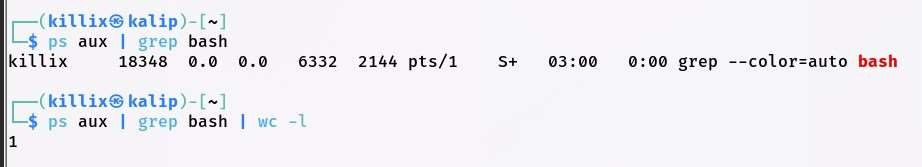 ┌──(killix㉿kalip)-[~]
└─$ ps aux | grep bash
killix     18348  0.0  0.0   6332  2144 pts/1    S+   03:00   0:00 grep --color=auto bash
┌──(killix㉿kalip)-[~]
└─$ ps aux | grep bash | wc -l
1